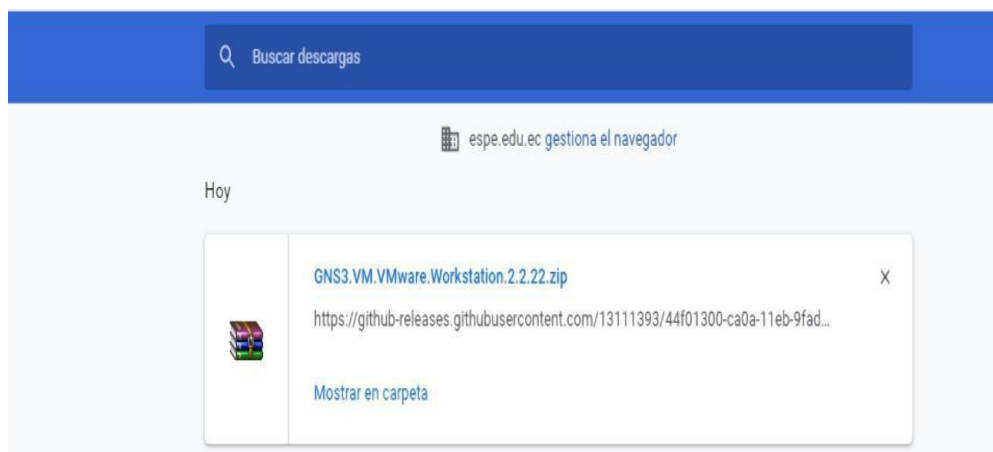 Buscar descargas
espe.edu.ec gestiona el navegador
Hoy
GNS3.VM.VMware.Workstation.2.2.22.zip
https://github-releases.githubusercontent.com/13111393/44f01300-ca0a-11eb-9fad...
Mostrar en carpeta